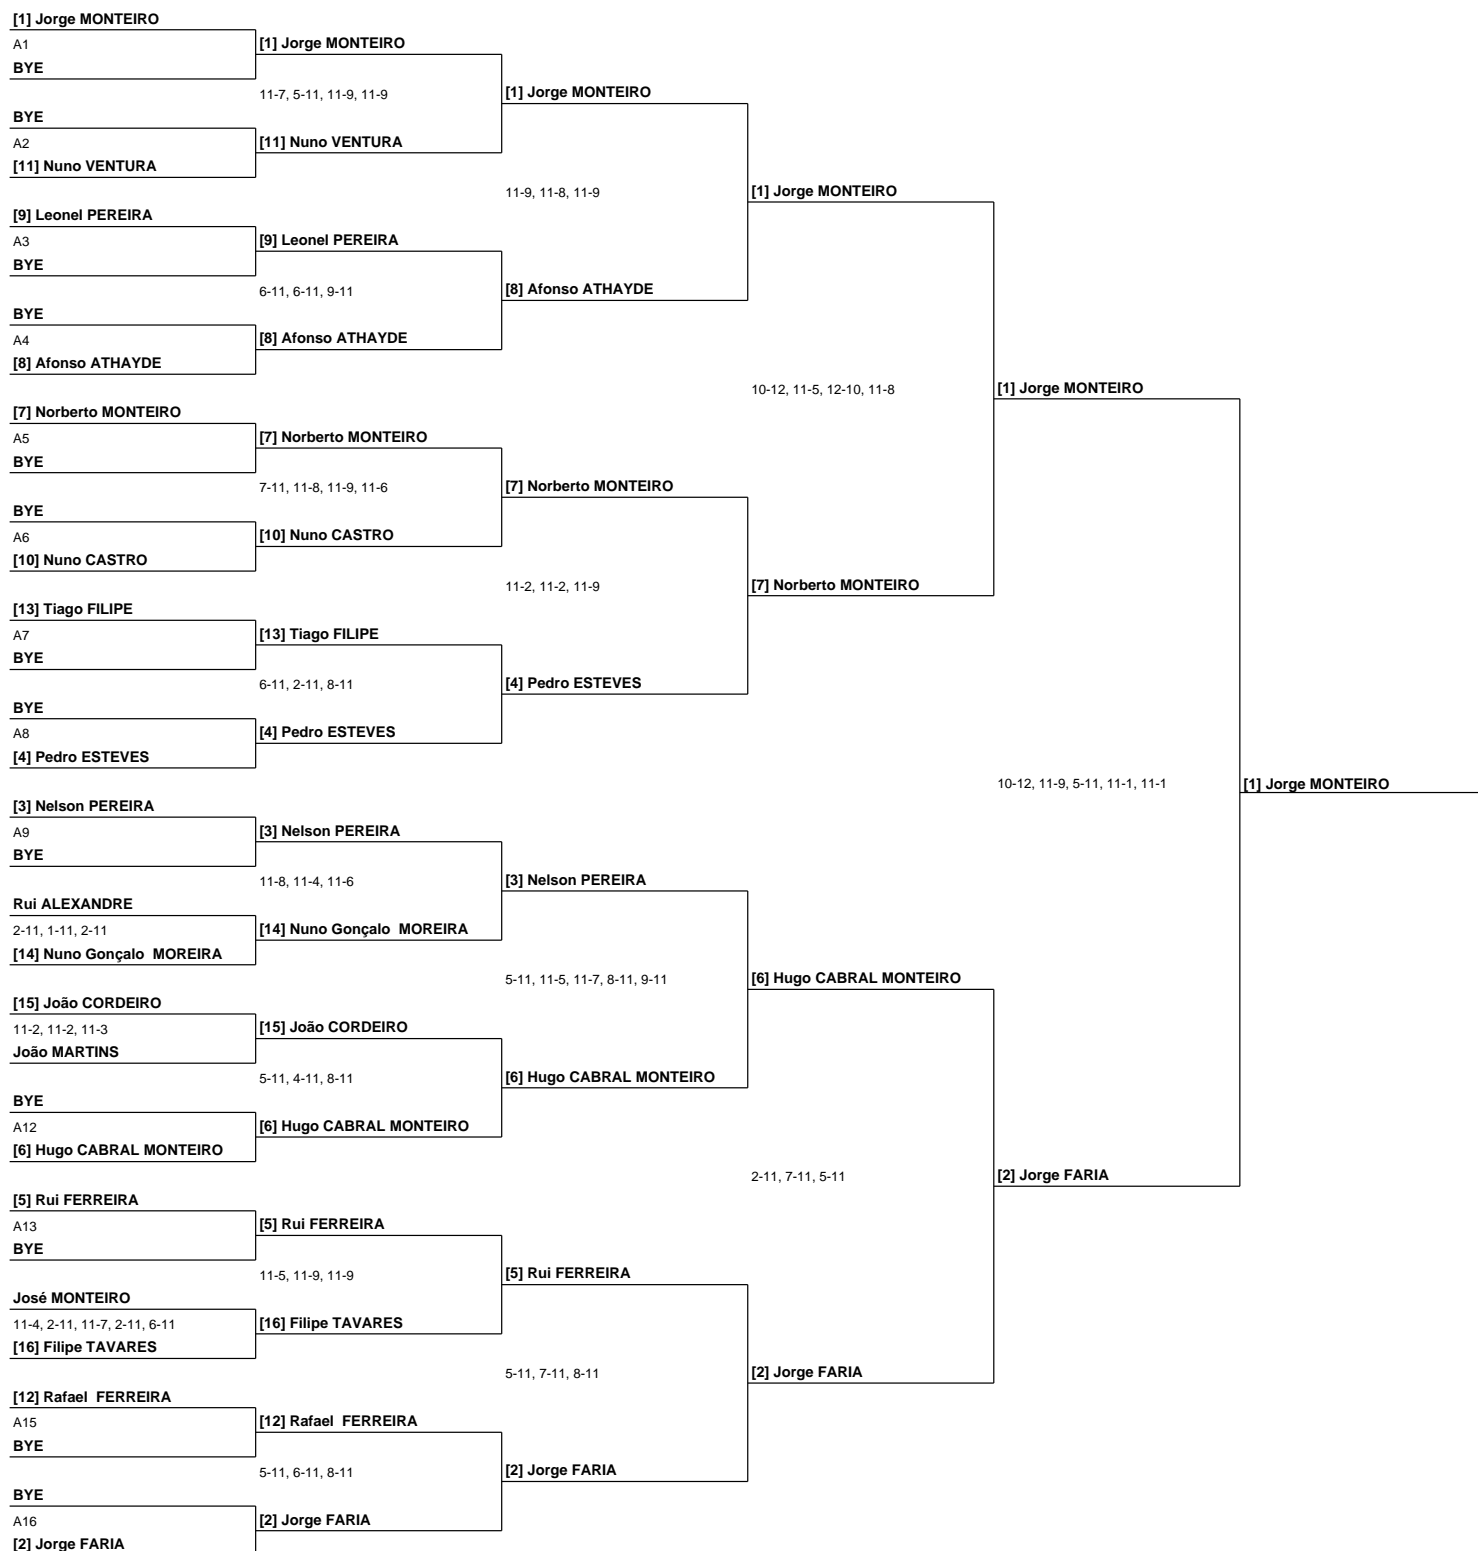 [1] Jorge MONTEIRO
A1
BYE
BYE
A2
[11] Nuno VENTURA
[9] Leonel PEREIRA
A3
BYE
BYE
A4
[8] Afonso ATHAYDE
[7] Norberto MONTEIRO
A5
BYE
BYE
A6
[10] Nuno CASTRO
[13] Tiago FILIPE
A7
BYE
BYE
A8
[4] Pedro ESTEVES
[3] Nelson PEREIRA
A9
BYE
Rui ALEXANDRE
2-11, 1-11, 2-11
[14] Nuno Gonçalo  MOREIRA
[15] João CORDEIRO
11-2, 11-2, 11-3
João MARTINS
BYE
A12
[6] Hugo CABRAL MONTEIRO
[5] Rui FERREIRA
A13
BYE
José MONTEIRO
11-4, 2-11, 11-7, 2-11, 6-11
[16] Filipe TAVARES
[12] Rafael  FERREIRA
A15
BYE
BYE
A16
[2] Jorge FARIA
[1] Jorge MONTEIRO
11-7, 5-11, 11-9, 11-9
[11] Nuno VENTURA
[9] Leonel PEREIRA
6-11, 6-11, 9-11
[8] Afonso ATHAYDE
[7] Norberto MONTEIRO
7-11, 11-8, 11-9, 11-6
[10] Nuno CASTRO
[13] Tiago FILIPE
6-11, 2-11, 8-11
[4] Pedro ESTEVES
[3] Nelson PEREIRA
11-8, 11-4, 11-6
[14] Nuno Gonçalo  MOREIRA
[15] João CORDEIRO
5-11, 4-11, 8-11
[6] Hugo CABRAL MONTEIRO
[5] Rui FERREIRA
11-5, 11-9, 11-9
[16] Filipe TAVARES
[12] Rafael  FERREIRA
5-11, 6-11, 8-11
[2] Jorge FARIA
[1] Jorge MONTEIRO
11-9, 11-8, 11-9
[8] Afonso ATHAYDE
[7] Norberto MONTEIRO
11-2, 11-2, 11-9
[4] Pedro ESTEVES
[3] Nelson PEREIRA
5-11, 11-5, 11-7, 8-11, 9-11
[6] Hugo CABRAL MONTEIRO
[5] Rui FERREIRA
5-11, 7-11, 8-11
[2] Jorge FARIA
[1] Jorge MONTEIRO
10-12, 11-5, 12-10, 11-8
[7] Norberto MONTEIRO
[6] Hugo CABRAL MONTEIRO
2-11, 7-11, 5-11
[2] Jorge FARIA
[1] Jorge MONTEIRO
10-12, 11-9, 5-11, 11-1, 11-1
[2] Jorge FARIA
[1] Jorge MONTEIRO